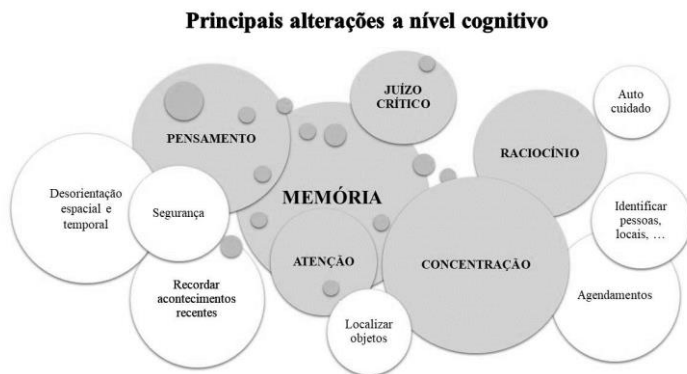 Principais alterações a nível cognitivo
JUÍZO
CRÍTICO
Auto
cuidado
PENSAMENTO
RACIOCÍNIO
MEMÓRIA
Desorientação
espacial e
temporal
Segurança
Identificar
pessoas,
locais, ...
ATENÇÃO
CONCENTRAÇÃO
Recordar
acontecimentos
recentes
Agendamentos
Localizar
objetos